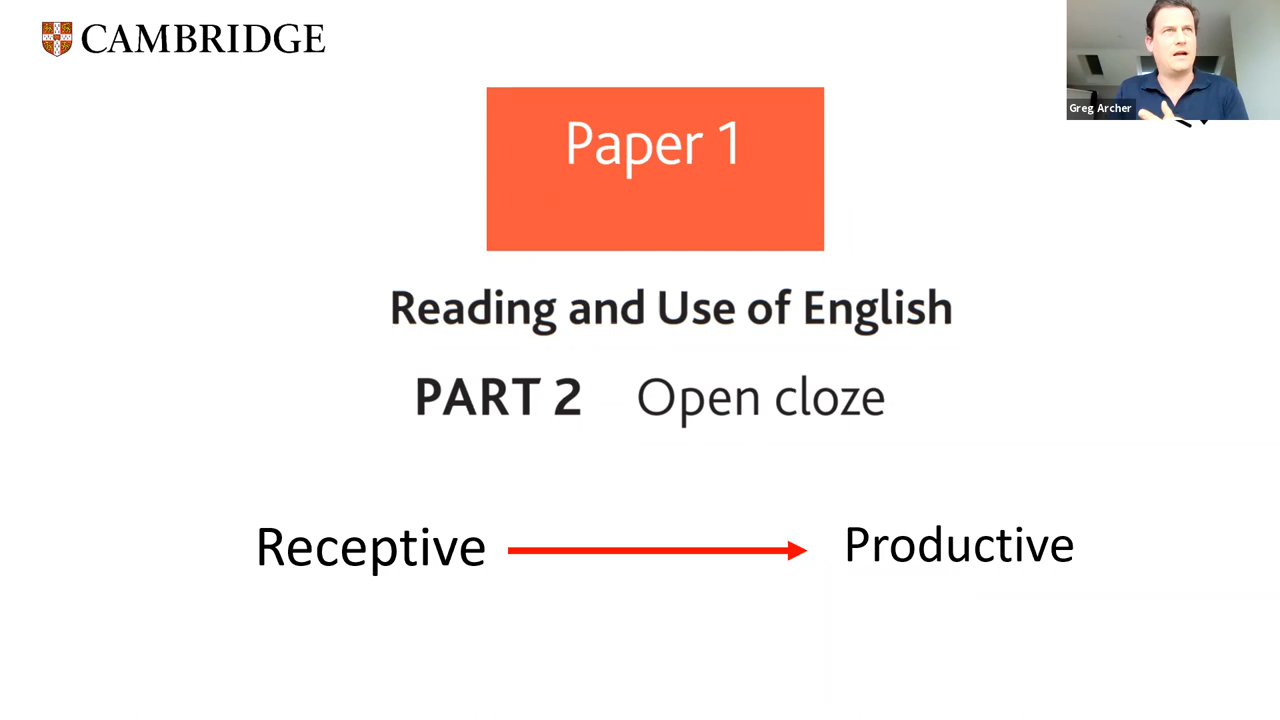 CAMBRIDGE
Greg Archer
Paper 1
Reading and Use of English
PART 2 Open cloze
Receptive
Productive